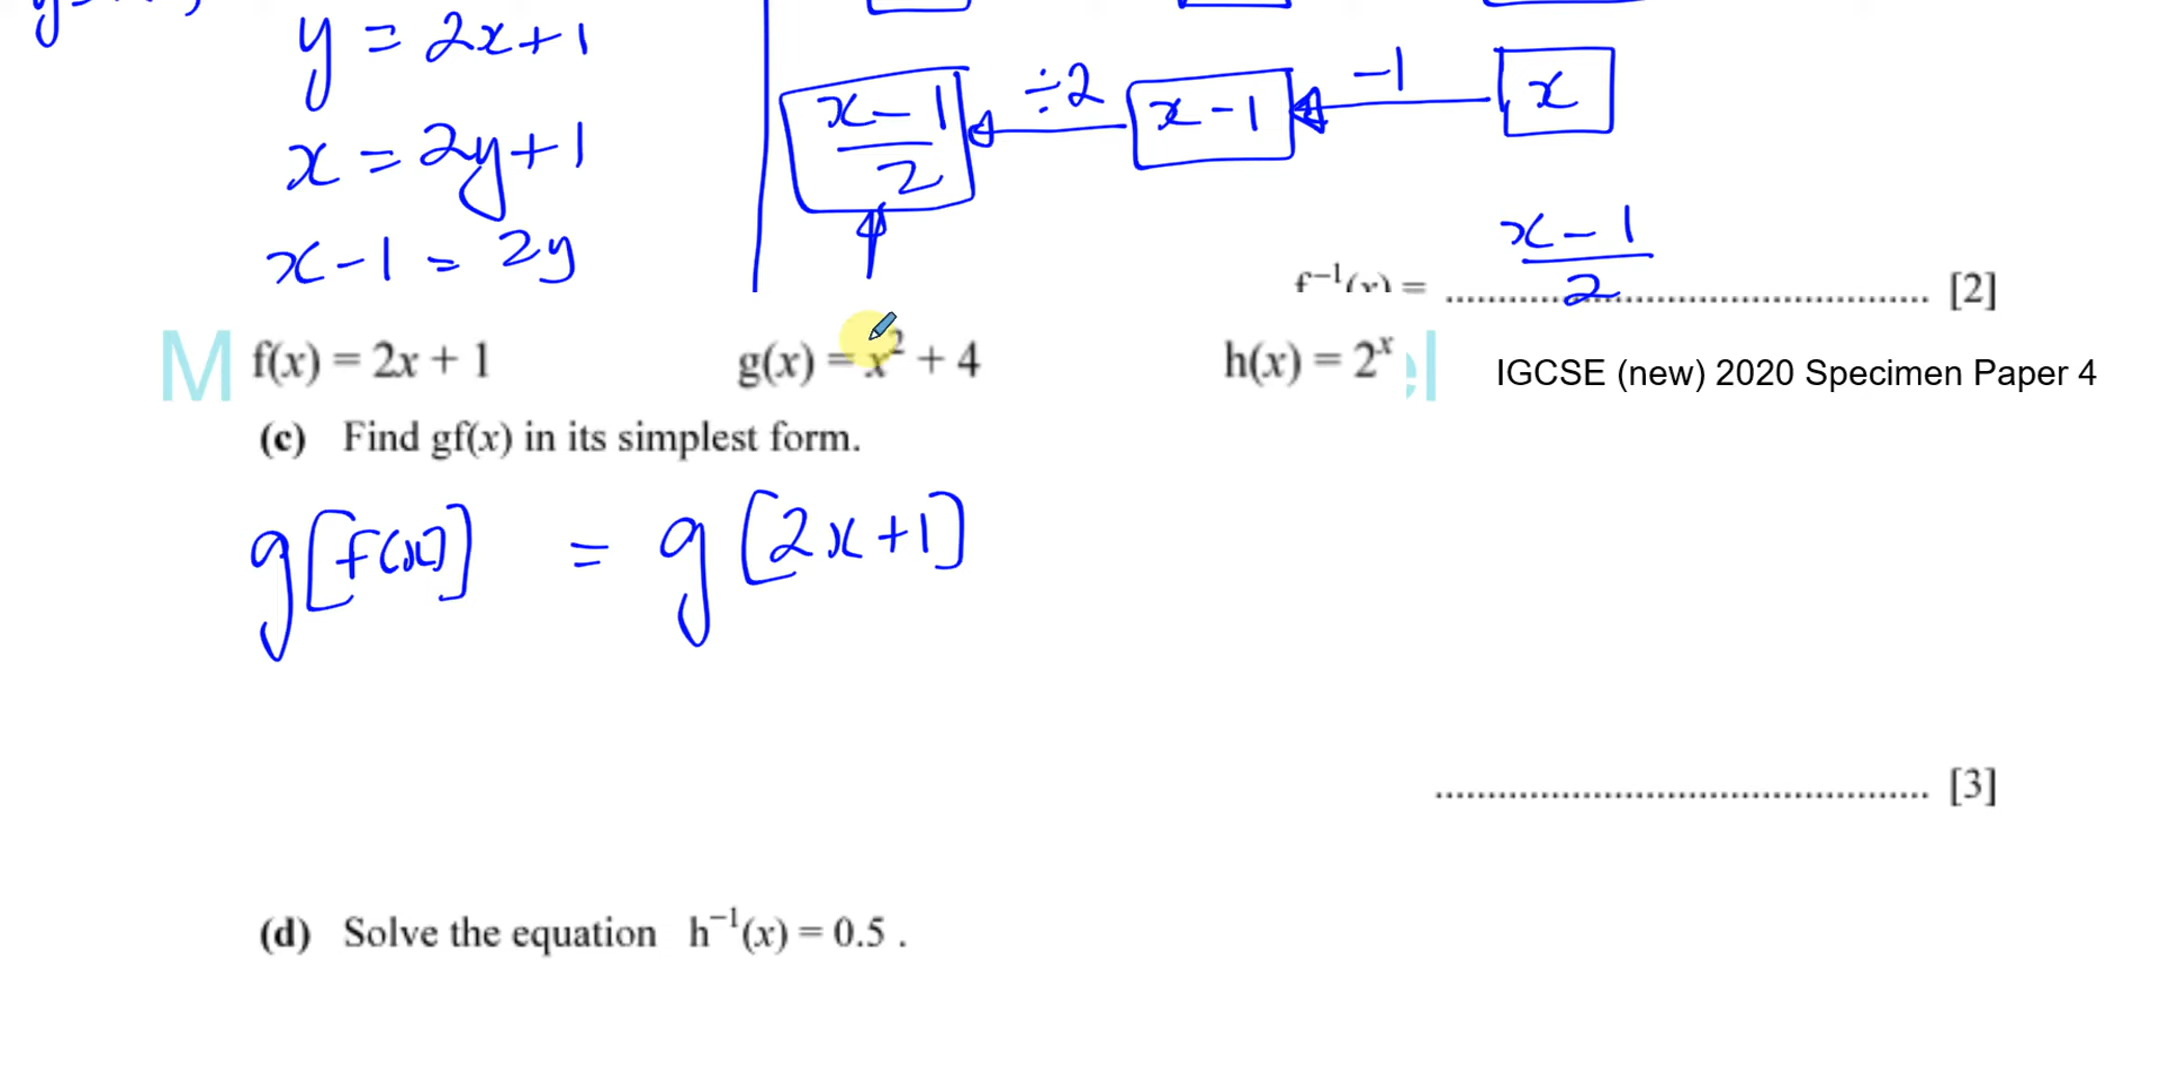 y = 2x + 1
x = 2y + 1
x - 1 = 2y
x - 1
2
÷2
x - 1
-1
x
x - 1
2
f⁻¹(x) = ................................................ [2]
M
f(x) = 2x + 1 g(x) = x² + 4 h(x) = 2ˣ
IGCSE (new) 2020 Specimen Paper 4
(c) Find gf(x) in its simplest form.
g[f(x)] = g[2x+1]
................................................ [3]
(d) Solve the equation h⁻¹(x) = 0.5 .